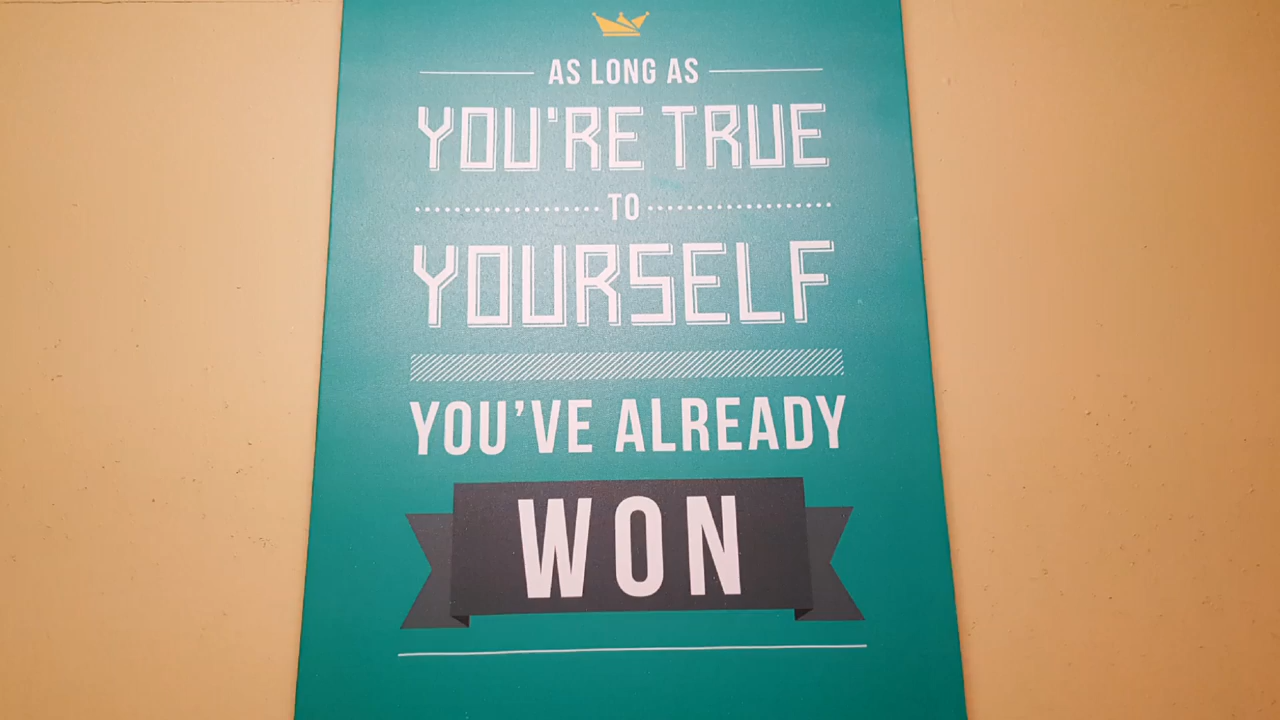 AS LONG AS
YOU'RE TRUE
TO
YOURSELF
YOU'VE ALREADY
WON